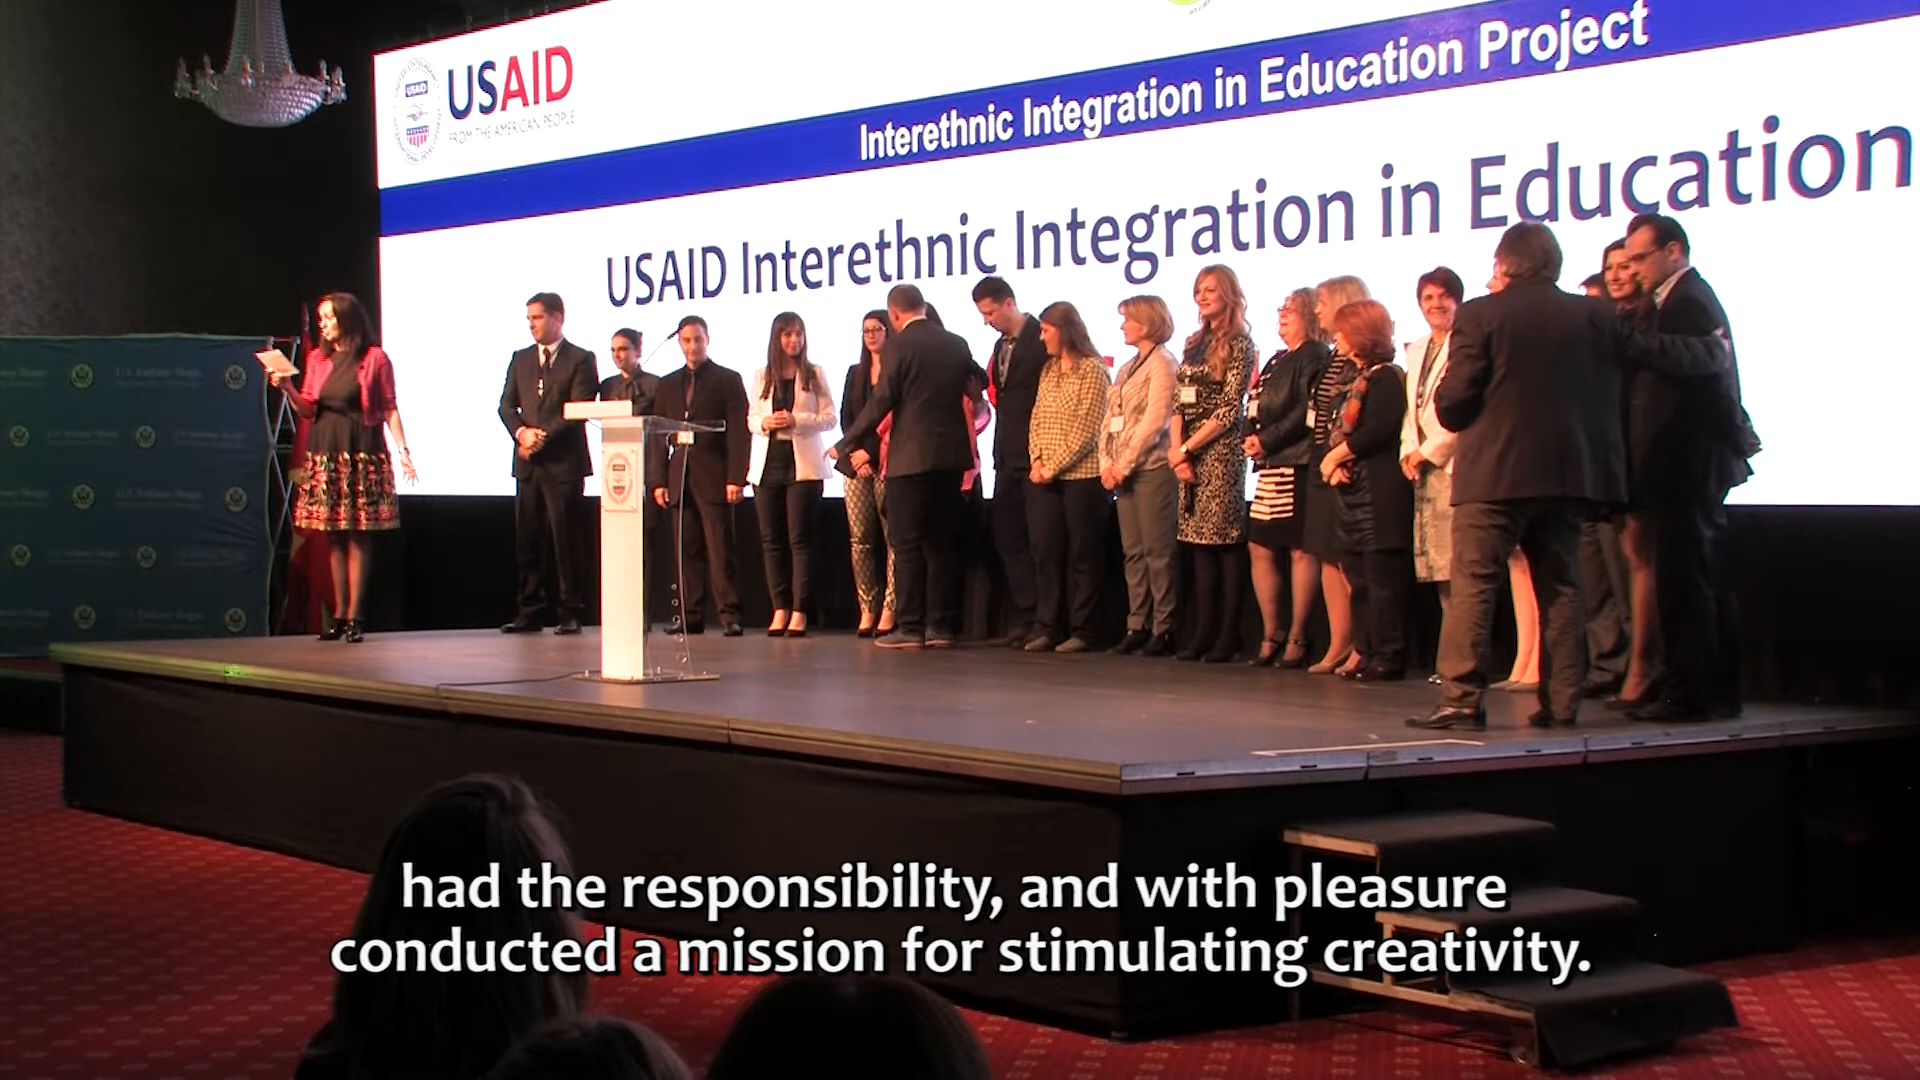 USAID
FROM THE AMERICAN PEOPLE
USAID
Interethnic Integration in Education Project
USAID Interethnic Integration in Education
had the responsibility, and with pleasure
conducted a mission for stimulating creativity.